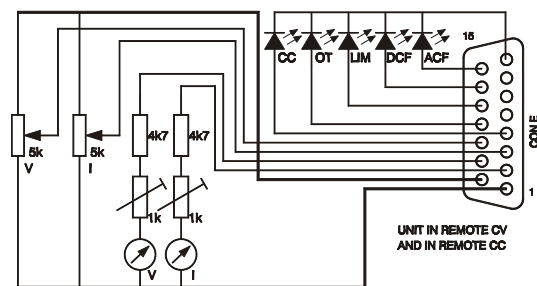 15
CC OT LIM DCF ACF
CON E
5k 5k 4k7 4k7
V I
1k 1k
1
V I
UNIT IN REMOTE CV
AND IN REMOTE CC